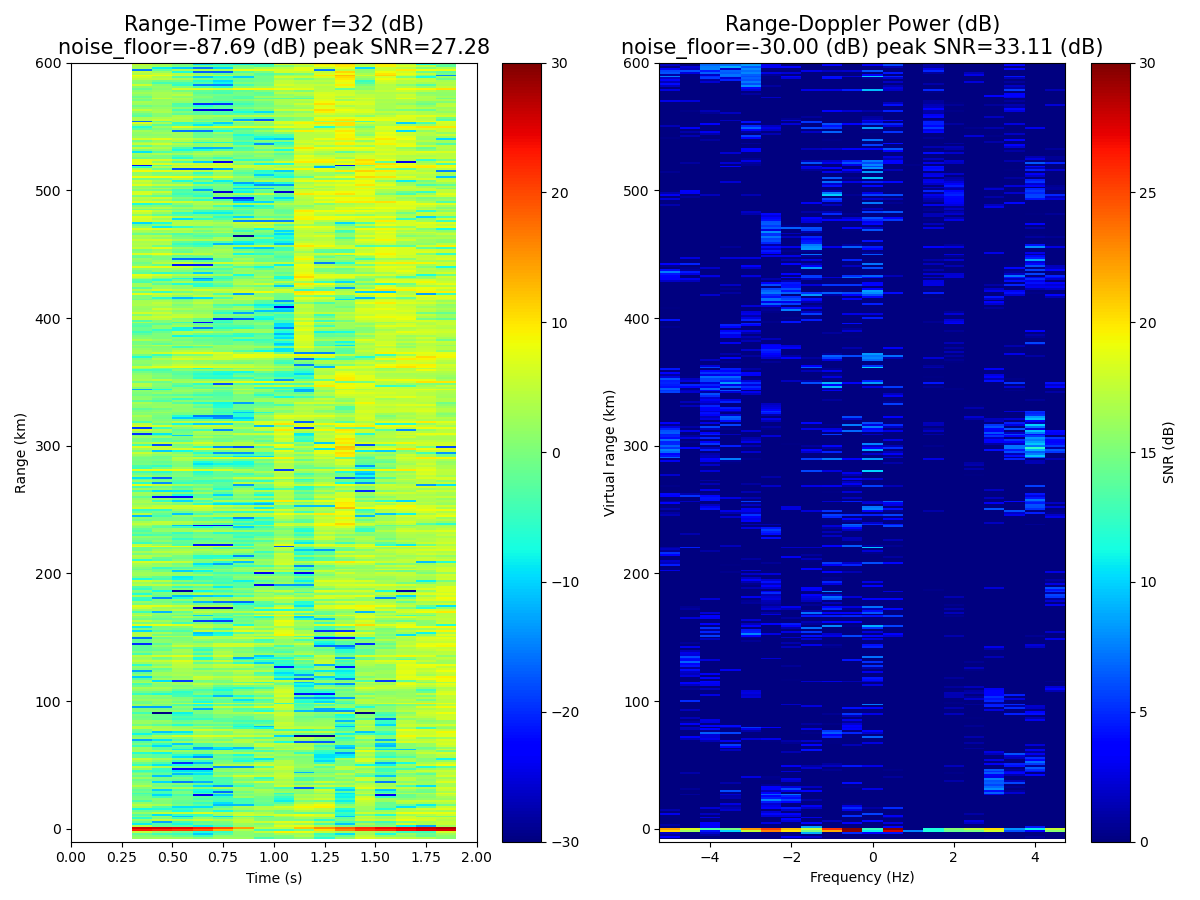 Range-Time Power f=32 (dB)
noise_floor=-87.69 (dB) peak SNR=27.28
600
500
400
300
200
100
0
Range (km)
0.00 0.25 0.50 0.75 1.00 1.25 1.50 1.75 2.00
Time (s)
30
20
10
0
−10
−20
−30
Range-Doppler Power (dB)
noise_floor=-30.00 (dB) peak SNR=33.11 (dB)
600
500
400
300
200
100
0
Virtual range (km)
−4 −2 0 2 4
Frequency (Hz)
30
25
20
15
10
5
0
SNR (dB)